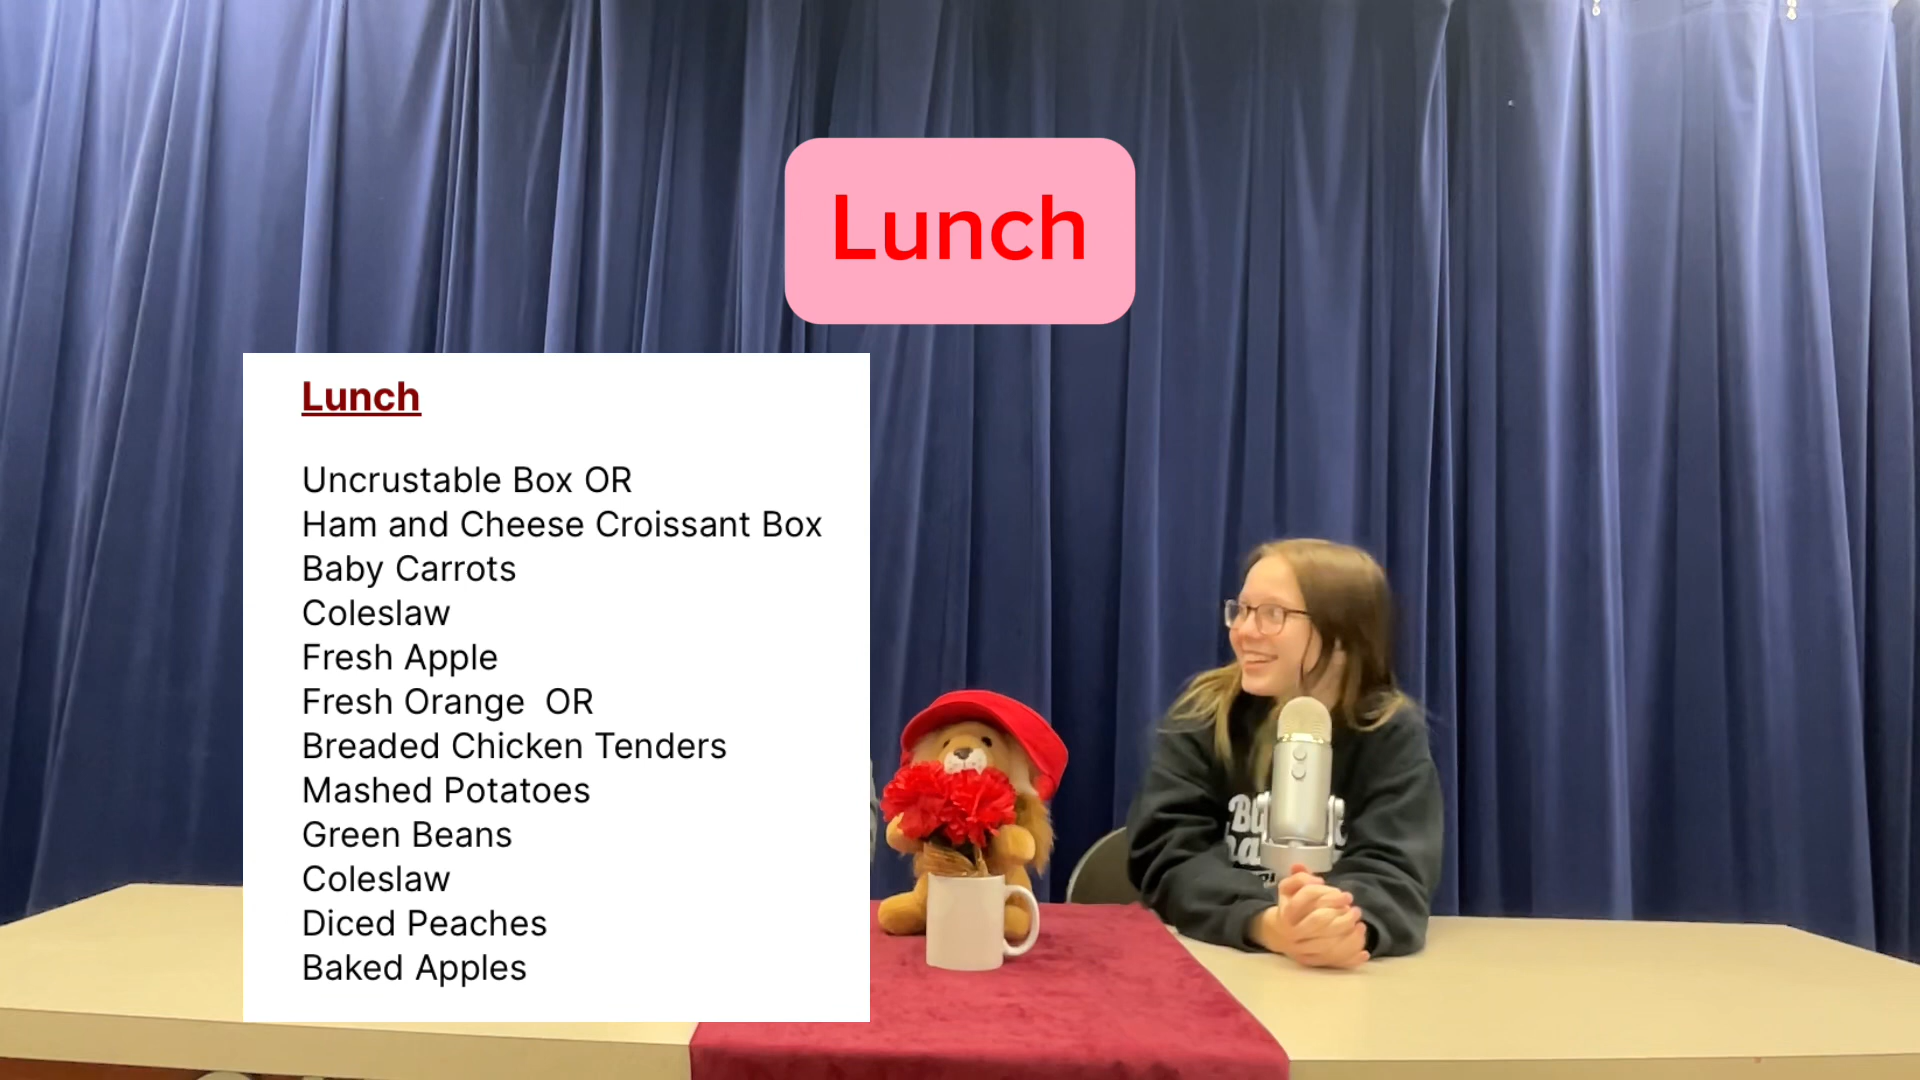 Lunch
Lunch
Uncrustable Box OR
Ham and Cheese Croissant Box
Baby Carrots
Coleslaw
Fresh Apple
Fresh Orange  OR
Breaded Chicken Tenders
Mashed Potatoes
Green Beans
Coleslaw
Diced Peaches
Baked Apples